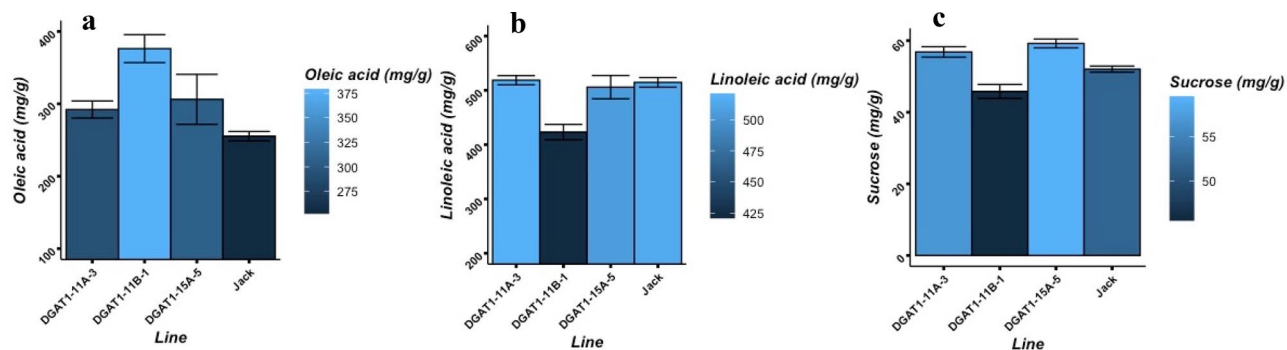 a
Oleic acid (mg/g)
400
300
200
100
DGAT1-11A-3
DGAT1-11B-1
DGAT1-15A-5
Jack
Line
Oleic acid (mg/g)
375
350
325
300
275
b
Linoleic acid (mg/g)
600
500
400
300
200
DGAT1-11A-3
DGAT1-11B-1
DGAT1-15A-5
Jack
Line
Linoleic acid (mg/g)
500
475
450
425
c
Sucrose (mg/g)
60
40
20
0
DGAT1-11A-3
DGAT1-11B-1
DGAT1-15A-5
Jack
Line
Sucrose (mg/g)
55
50